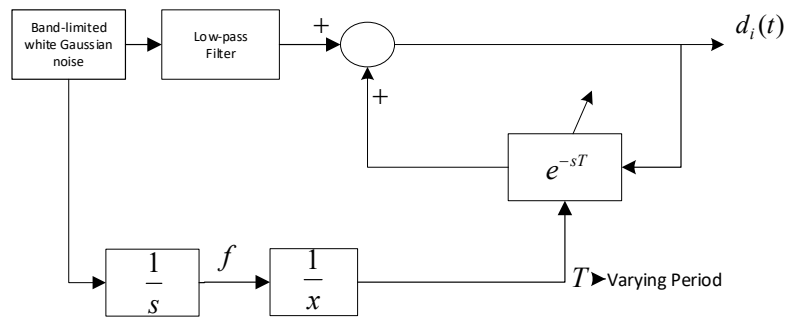 Band-limited
white Gaussian
noise
Low-pass
Filter
+
d_i(t)
+
e^{-sT}
1/s
f
1/x
T
Varying Period